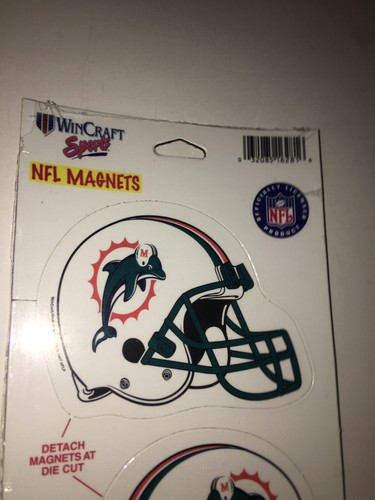 WINCRAFT
Sports
NFL MAGNETS
OFFICIALLY LICENSED
NFL
PRODUCT
M
DETACH
MAGNETS AT
DIE CUT
M